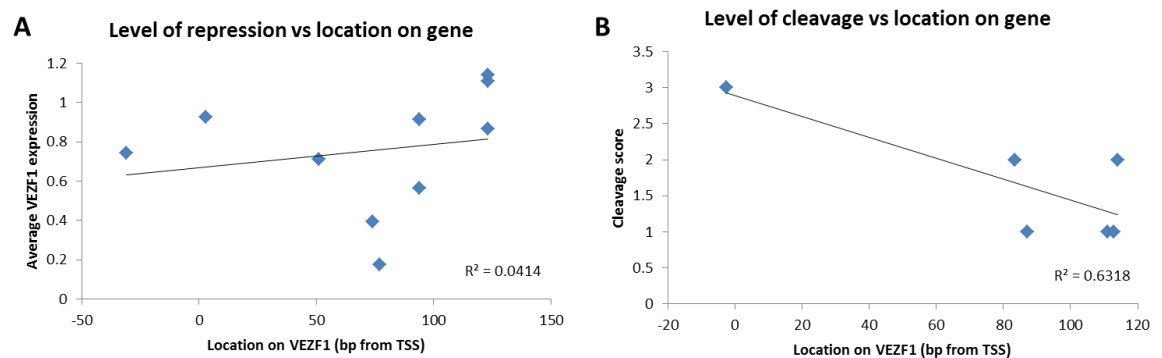 A
Level of repression vs location on gene
Average VEZF1 expression
1.2
1
0.8
0.6
0.4
0.2
0
-50
0
50
100
150
R² = 0.0414
Location on VEZF1 (bp from TSS)
B
Level of cleavage vs location on gene
Cleavage score
3.5
3
2.5
2
1.5
1
0.5
0
-20
0
20
40
60
80
100
120
R² = 0.6318
Location on VEZF1 (bp from TSS)